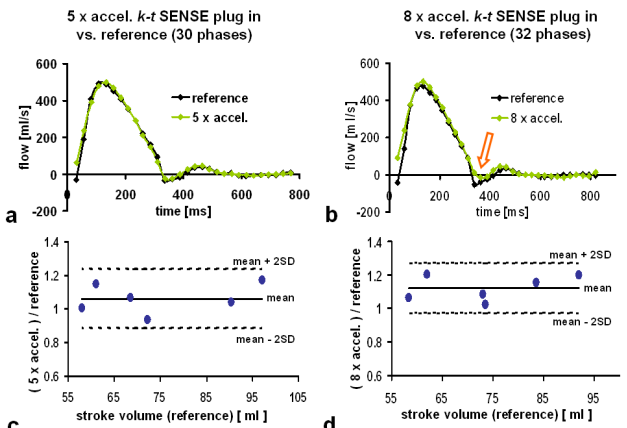 5 x accel. k-t SENSE plug in
vs. reference (30 phases)
8 x accel. k-t SENSE plug in
vs. reference (32 phases)
flow [ml/s]
600
400
200
0
-200
0
200
400
600
800
time [ms]
reference
5 x accel.
a
flow [ml/s]
600
400
200
0
-200
0
200
400
600
800
time [ms]
reference
8 x accel.
b
( 5 x accel. ) / reference
1.4
1.2
1
0.8
0.6
mean + 2SD
mean
mean - 2SD
55
65
75
85
95
105
stroke volume (reference) [ ml ]
c
( 8 x accel. ) / reference
1.4
1.2
1
0.8
0.6
mean + 2SD
mean
mean - 2SD
55
65
75
85
95
stroke volume (reference) [ ml ]
d